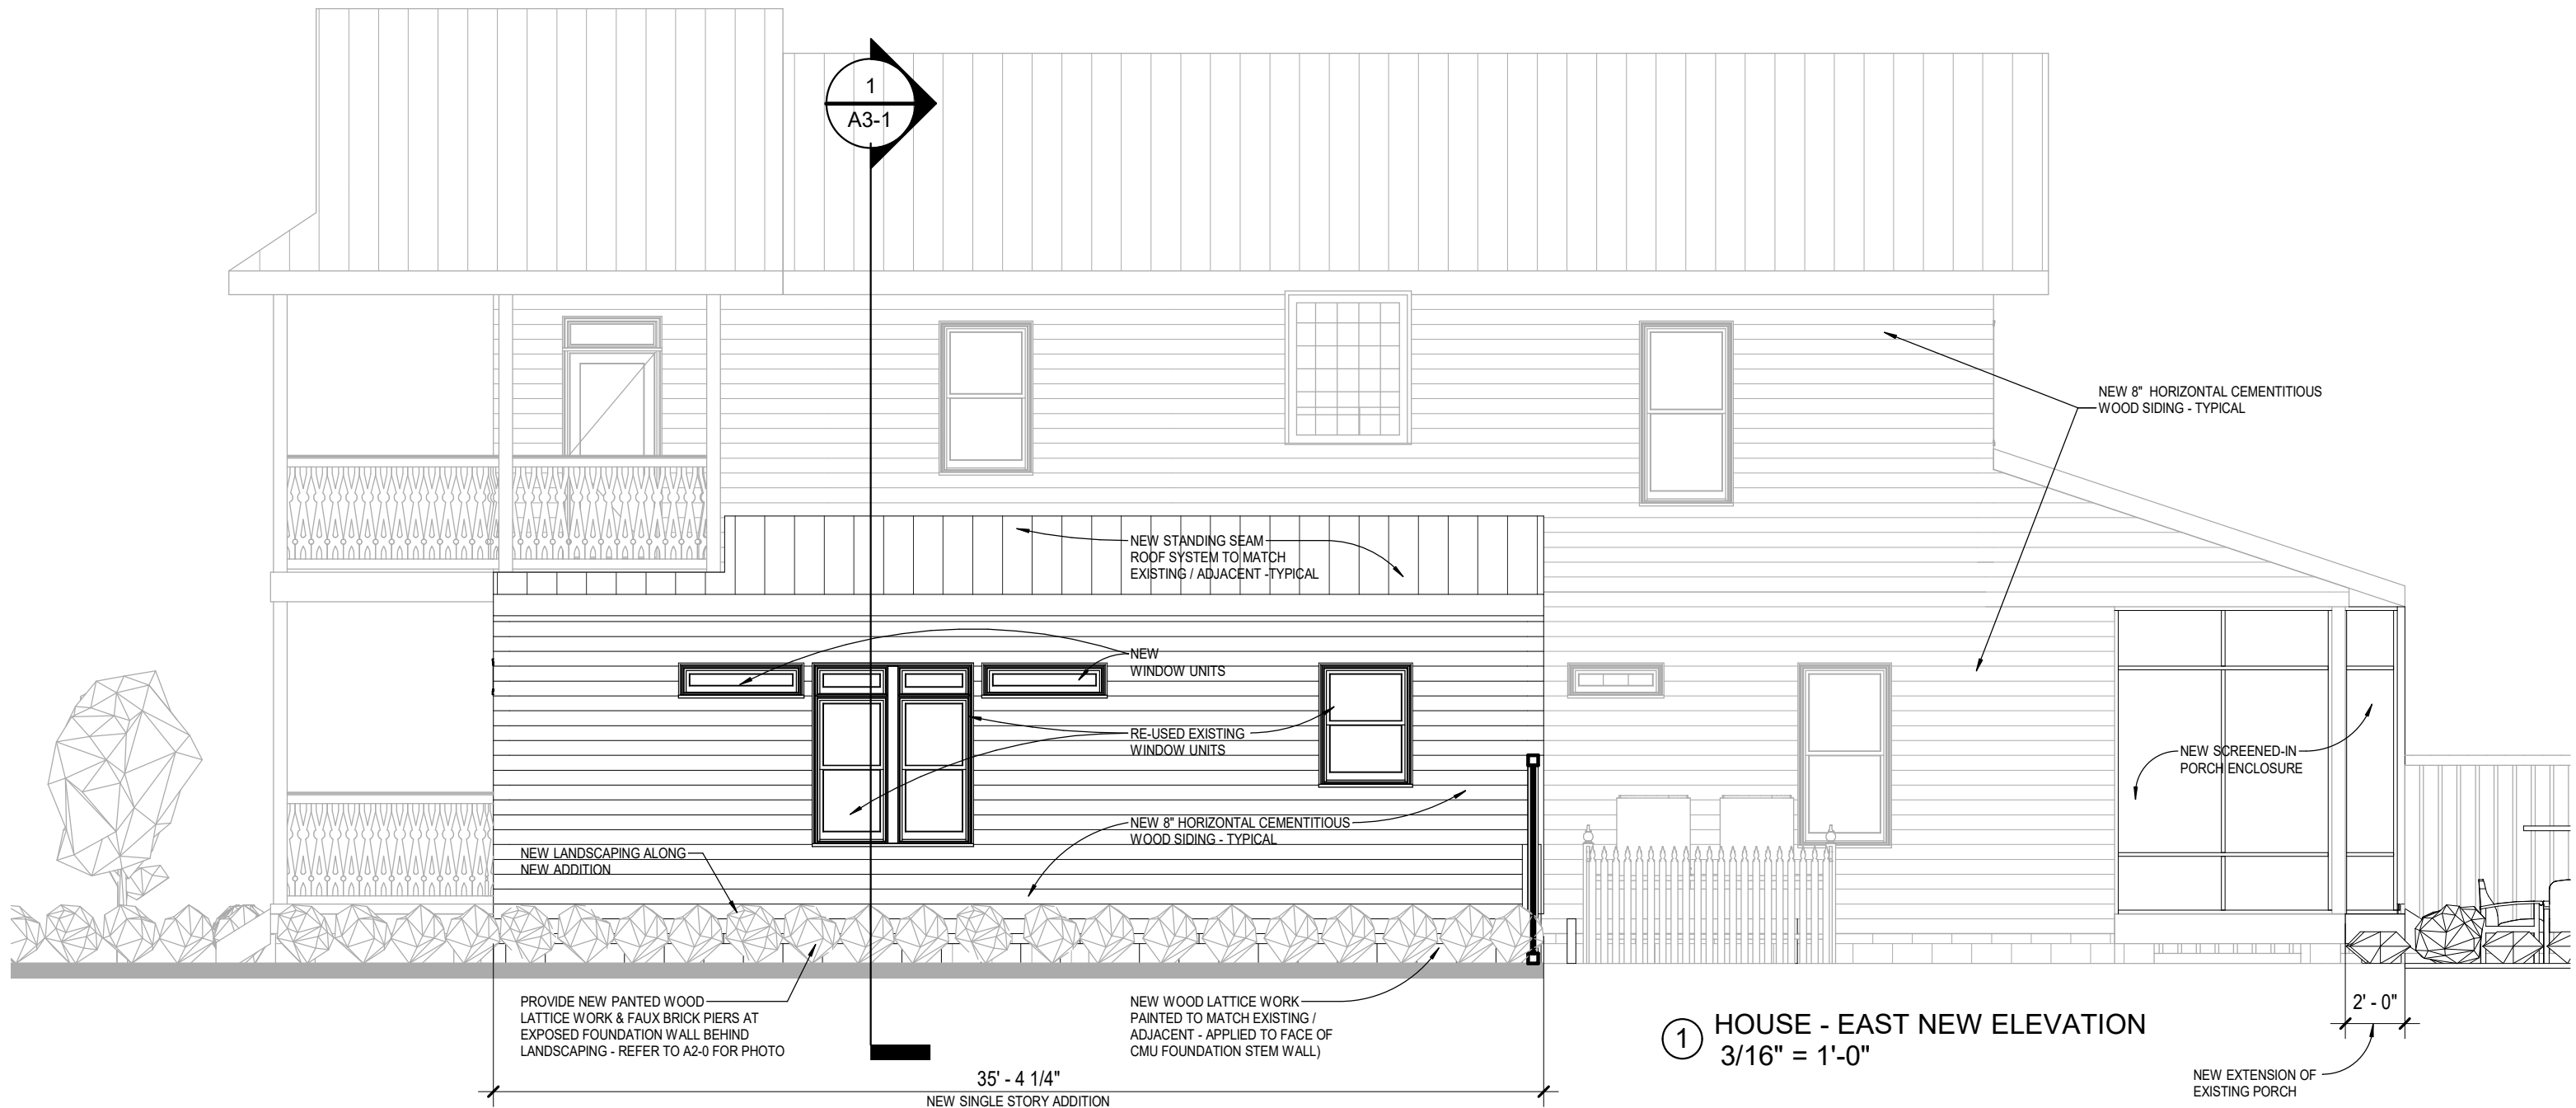 1
A3-1
NEW 8" HORIZONTAL CEMENTITIOUS
WOOD SIDING - TYPICAL
NEW STANDING SEAM
ROOF SYSTEM TO MATCH
EXISTING / ADJACENT -TYPICAL
NEW
WINDOW UNITS
RE-USED EXISTING
WINDOW UNITS
NEW SCREENED-IN
PORCH ENCLOSURE
NEW 8" HORIZONTAL CEMENTITIOUS
WOOD SIDING - TYPICAL
NEW LANDSCAPING ALONG
NEW ADDITION
PROVIDE NEW PANTED WOOD
LATTICE WORK & FAUX BRICK PIERS AT
EXPOSED FOUNDATION WALL BEHIND
LANDSCAPING - REFER TO A2-0 FOR PHOTO
NEW WOOD LATTICE WORK
PAINTED TO MATCH EXISTING /
ADJACENT - APPLIED TO FACE OF
CMU FOUNDATION STEM WALL)
1
HOUSE - EAST NEW ELEVATION
3/16" = 1'-0"
2' - 0"
NEW EXTENSION OF
EXISTING PORCH
35' - 4 1/4"
NEW SINGLE STORY ADDITION